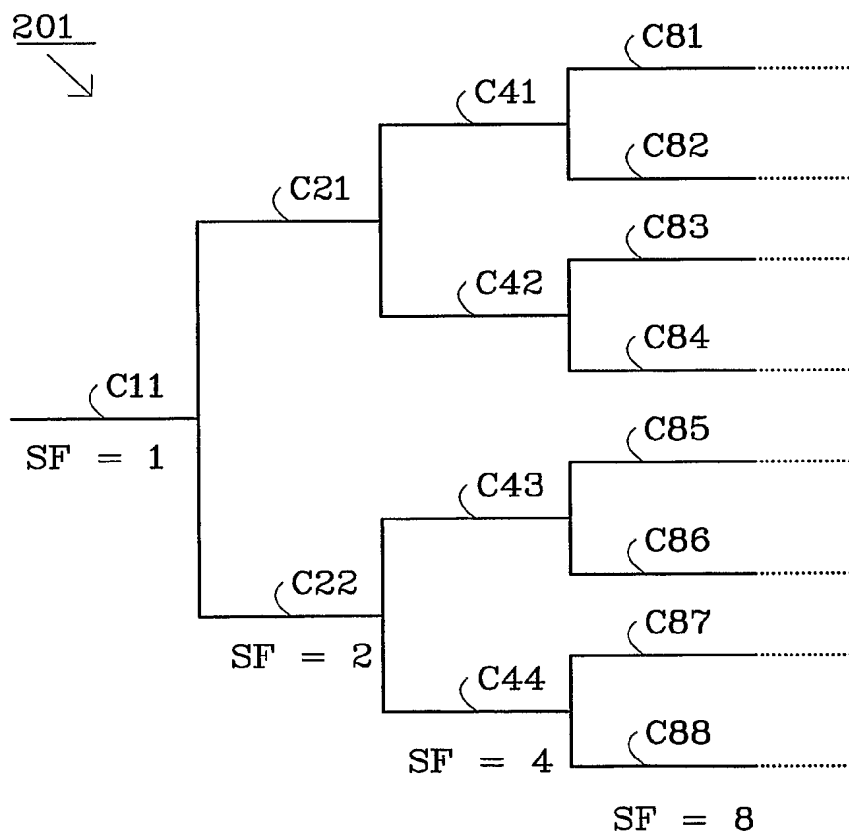 201
C81
C41
C82
C21
C83
C42
C84
C11
C85
SF = 1
C43
C86
C22
C87
SF = 2
C44
C88
SF = 4
SF = 8